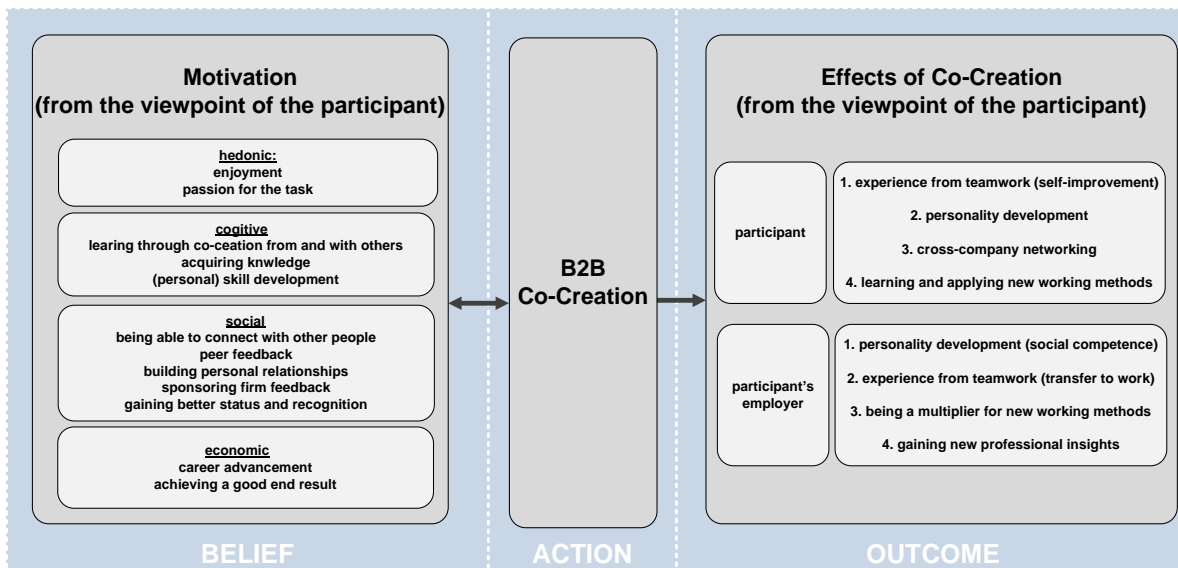 Motivation
(from the viewpoint of the participant)
hedonic:
enjoyment
passion for the task
cogitive
learing through co-ceation from and with others
acquiring knwledge
(personal) skill development
social
being able to connect with other people
peer feedback
building personal relationships
sponsoring firm feedback
gaining better status and recognition
economic
career advancement
achieving a good end result
BELIEF
B2B
Co-Creation
ACTION
Effects of Co-Creation
(from the viewpoint of the participant)
participant
1. experience from teamwork (self-improvement)
2. personality development
3. cross-company networking
4. learning and applying new working methods
participant’s
employer
1. personality development (social competence)
2. experience from teamwork (transfer to work)
3. being a multiplier for new working methods
4. gaining new professional insights
OUTCOME